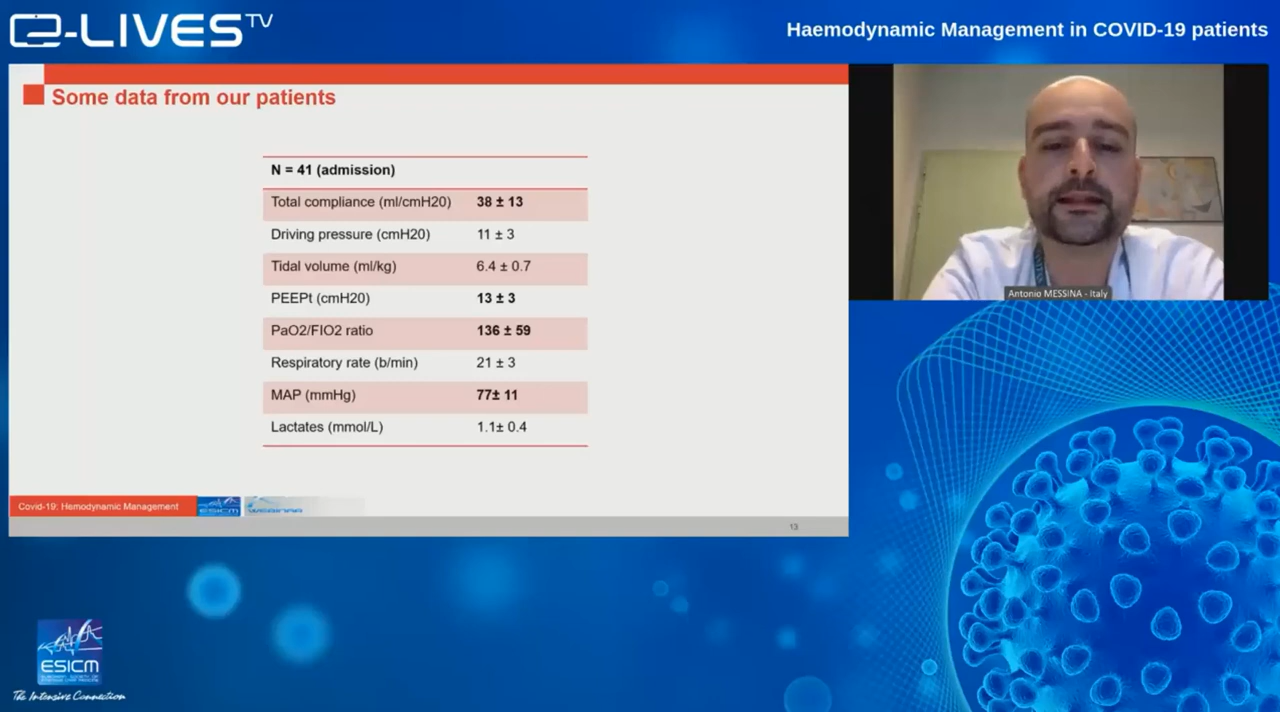 e-LIVES TV
Haemodynamic Management in COVID-19 patients
Some data from our patients
N = 41 (admission)
Total compliance (ml/cmH20) 38 ± 13
Driving pressure (cmH20) 11 ± 3
Tidal volume (ml/kg) 6.4 ± 0.7
PEEPt (cmH20) 13 ± 3
PaO2/FIO2 ratio 136 ± 59
Respiratory rate (b/min) 21 ± 3
MAP (mmHg) 77± 11
Lactates (mmol/L) 1.1± 0.4
Antonio MESSINA - Italy
Covid-19: Hemodynamic Management
ESICM
WEBINAR
13
ESICM
The Intensive Connection